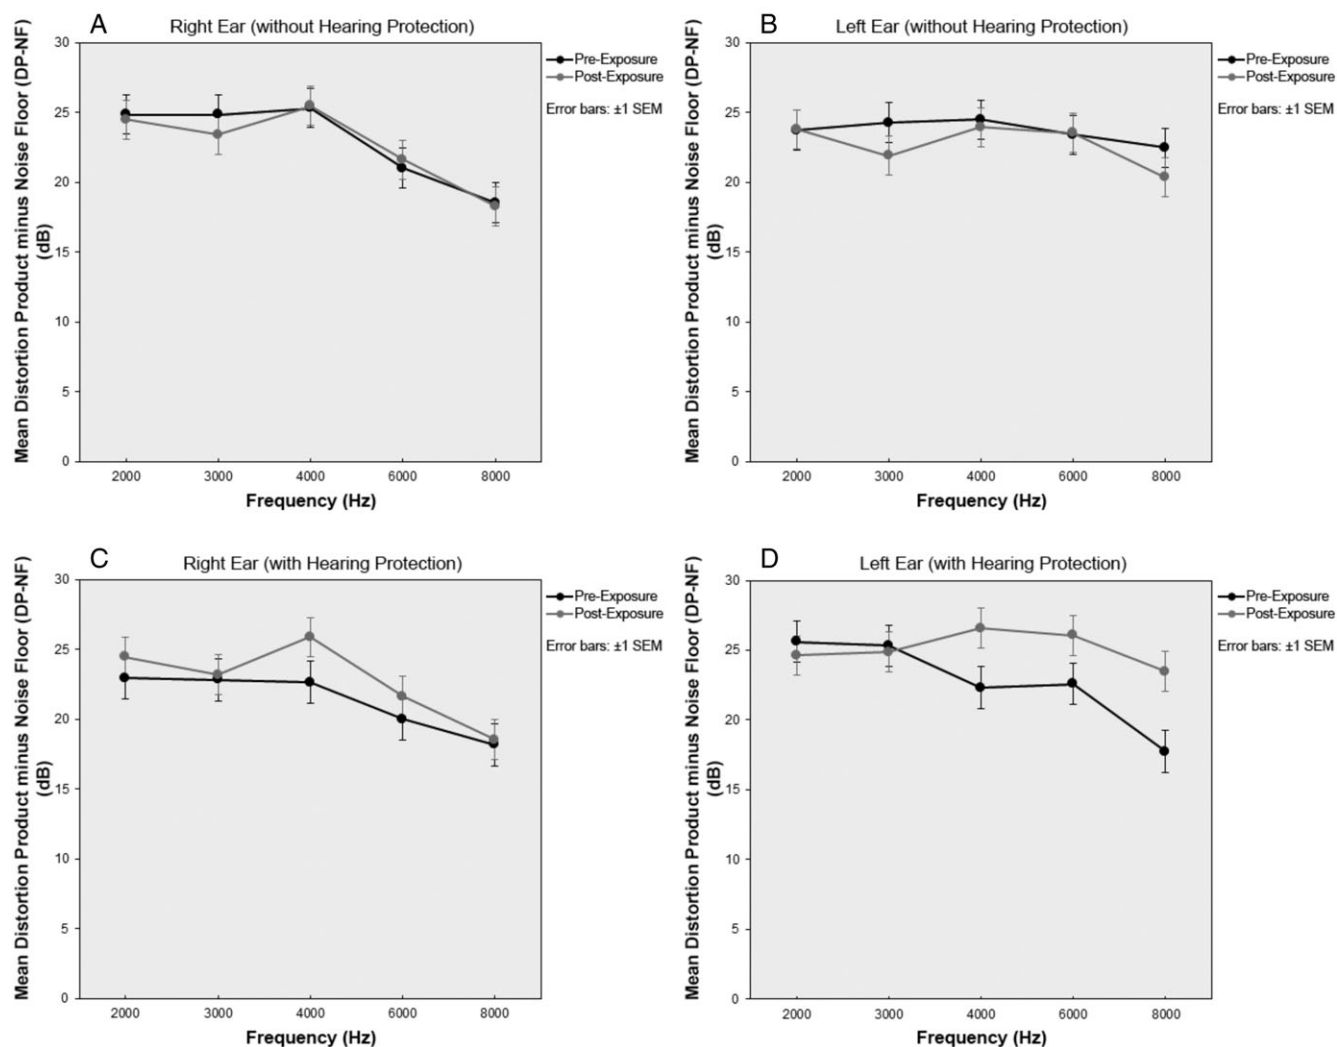 A
Right Ear (without Hearing Protection)
Mean Distortion Product minus Noise Floor (DP-NF)
(dB)
30
25
20
15
10
5
0
2000 3000 4000 6000 8000
Frequency (Hz)
Pre-Exposure
Post-Exposure
Error bars: ±1 SEM
B
Left Ear (without Hearing Protection)
Mean Distortion Product minus Noise Floor (DP-NF)
(dB)
30
25
20
15
10
5
0
2000 3000 4000 6000 8000
Frequency (Hz)
Pre-Exposure
Post-Exposure
Error bars: ±1 SEM
C
Right Ear (with Hearing Protection)
Mean Distortion Product minus Noise Floor (DP-NF)
(dB)
30
25
20
15
10
5
0
2000 3000 4000 6000 8000
Frequency (Hz)
Pre-Exposure
Post-Exposure
Error bars: ±1 SEM
D
Left Ear (with Hearing Protection)
Mean Distortion Product minus Noise Floor (DP-NF)
(dB)
30
25
20
15
10
5
0
2000 3000 4000 6000 8000
Frequency (Hz)
Pre-Exposure
Post-Exposure
Error bars: ±1 SEM